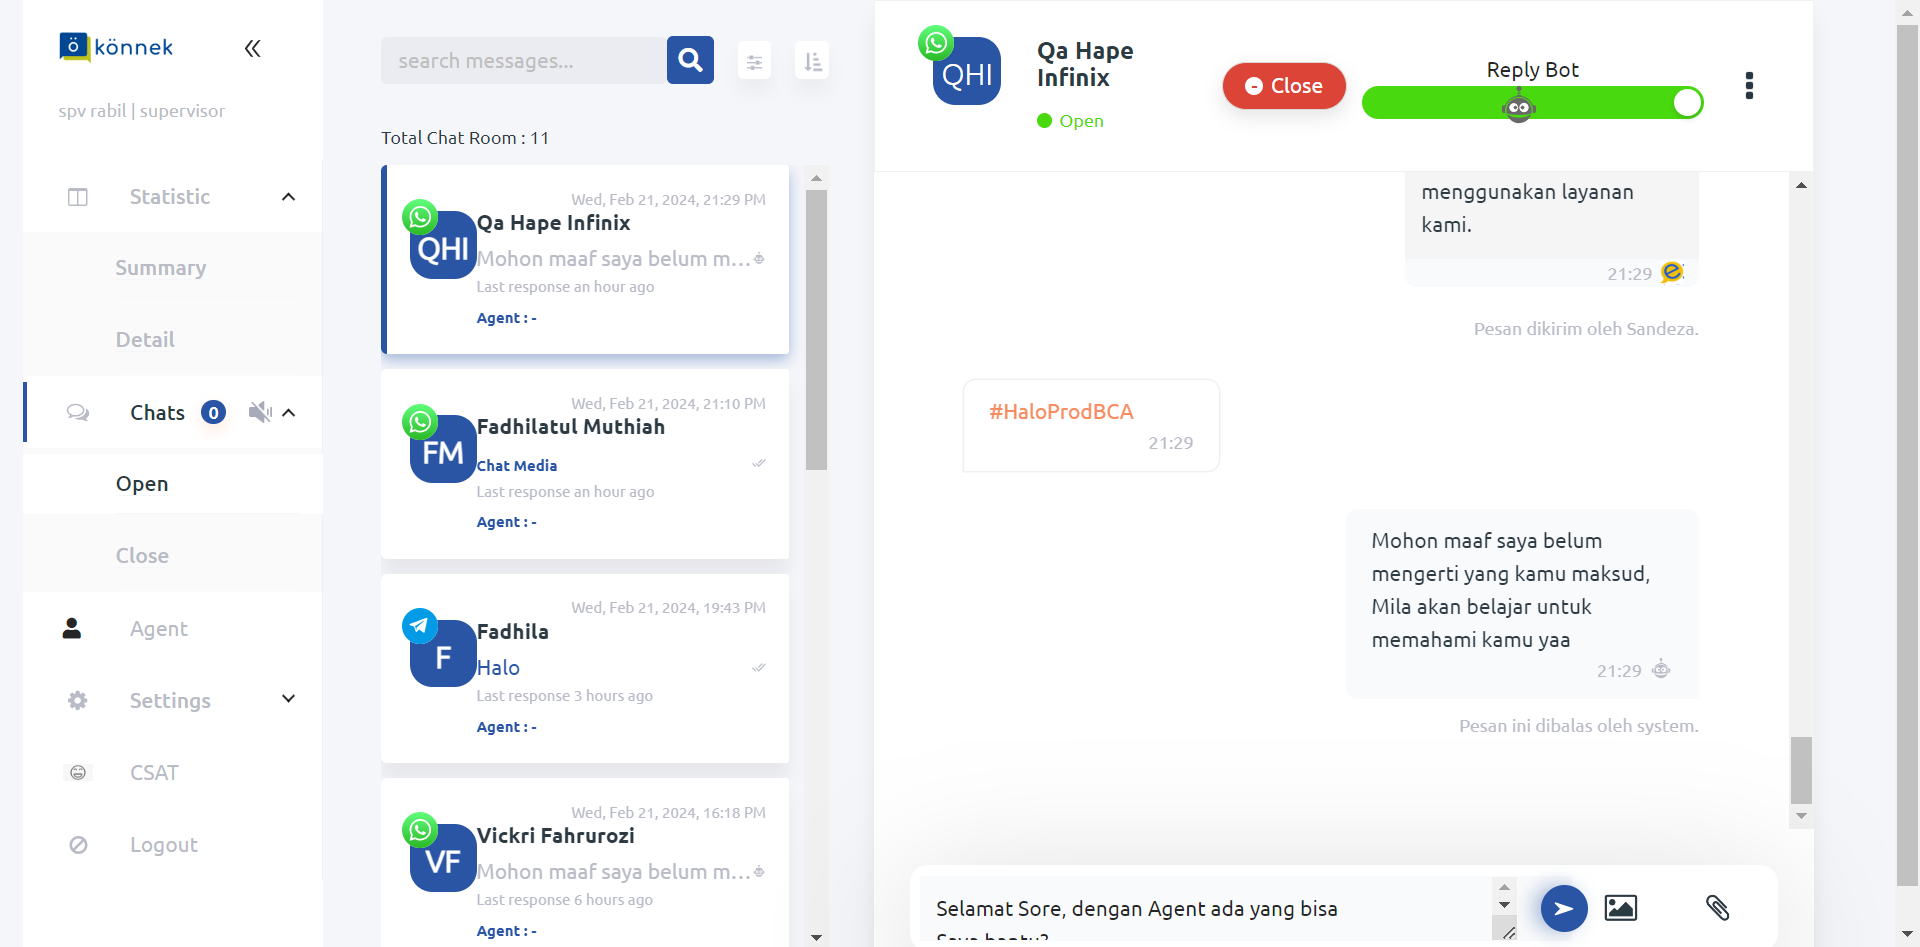 könnek
spv rabil | supervisor
Statistic
Summary
Detail
Chats 0
Open
Close
Agent
Settings
CSAT
Logout
search messages...
Total Chat Room : 11
Wed, Feb 21, 2024, 21:29 PM
QHI
Qa Hape Infinix
Mohon maaf saya belum m...
Last response an hour ago
Agent : -
Wed, Feb 21, 2024, 21:10 PM
FM
Fadhilatul Muthiah
Chat Media
Last response an hour ago
Agent : -
Wed, Feb 21, 2024, 19:43 PM
F
Fadhila
Halo
Last response 3 hours ago
Agent : -
Wed, Feb 21, 2024, 16:18 PM
VF
Vickri Fahrurozi
Mohon maaf saya belum m...
Last response 6 hours ago
Agent : -
QHI
Qa Hape
Infinix
Open
Close
Reply Bot
menggunakan layanan
kami.
21:29
Pesan dikirim oleh Sandeza.
#HaloProdBCA
21:29
Mohon maaf saya belum
mengerti yang kamu maksud,
Mila akan belajar untuk
memahami kamu yaa
21:29
Pesan ini dibalas oleh system.
Selamat Sore, dengan Agent ada yang bisa
Saya bantu?